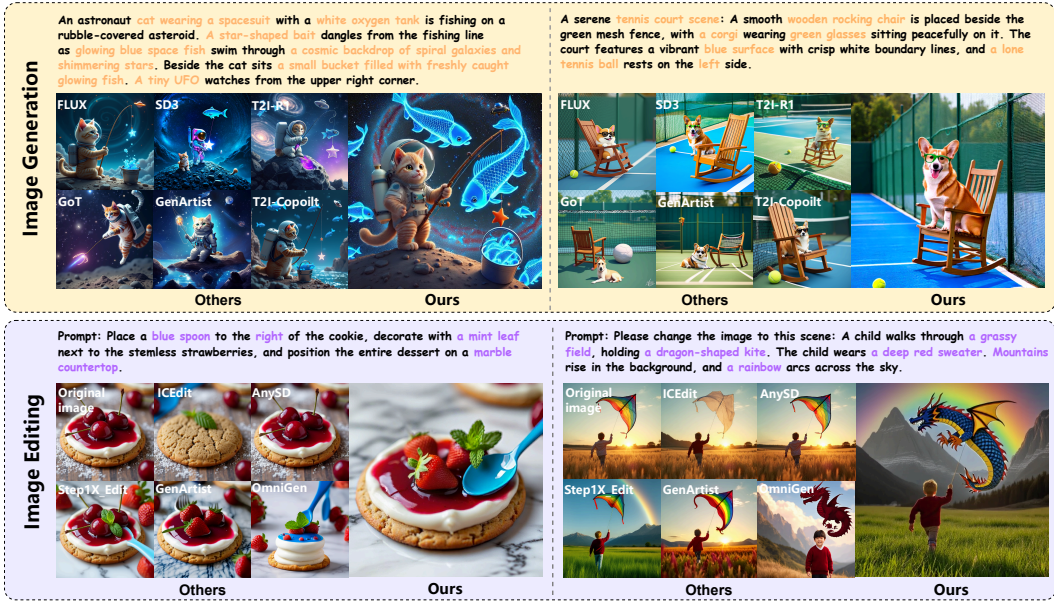 Image Generation
An astronaut cat wearing a spacesuit with a white oxygen tank is fishing on a
rubble-covered asteroid. A star-shaped bait dangles from the fishing line
as glowing blue space fish swim through a cosmic backdrop of spiral galaxies and
shimmering stars. Beside the cat sits a small bucket filled with freshly caught
glowing fish. A tiny UFO watches from the upper right corner.
FLUX
SD3
T2I-R1
GoT
GenArtist
T2I-Copoilt
Others
Ours
A serene tennis court scene: A smooth wooden rocking chair is placed beside the
green mesh fence, with a corgi wearing green glasses sitting peacefully on it. The
court features a vibrant blue surface with crisp white boundary lines, and a lone
tennis ball rests on the left side.
FLUX
SD3
T2I-R1
GoT
GenArtist
T2I-Copoilt
Others
Ours
Image Editing
Prompt: Place a blue spoon to the right of the cookie, decorate with a mint leaf
next to the stemless strawberries, and position the entire dessert on a marble
countertop.
Original
image
ICEdit
AnySD
Step1X_Edit
GenArtist
OmniGen
Others
Ours
Prompt: Please change the image to this scene: A child walks through a grassy
field, holding a dragon-shaped kite. The child wears a deep red sweater. Mountains
rise in the background, and a rainbow arcs across the sky.
Original
image
ICEdit
AnySD
Step1X_Edit
GenArtist
OmniGen
Others
Ours